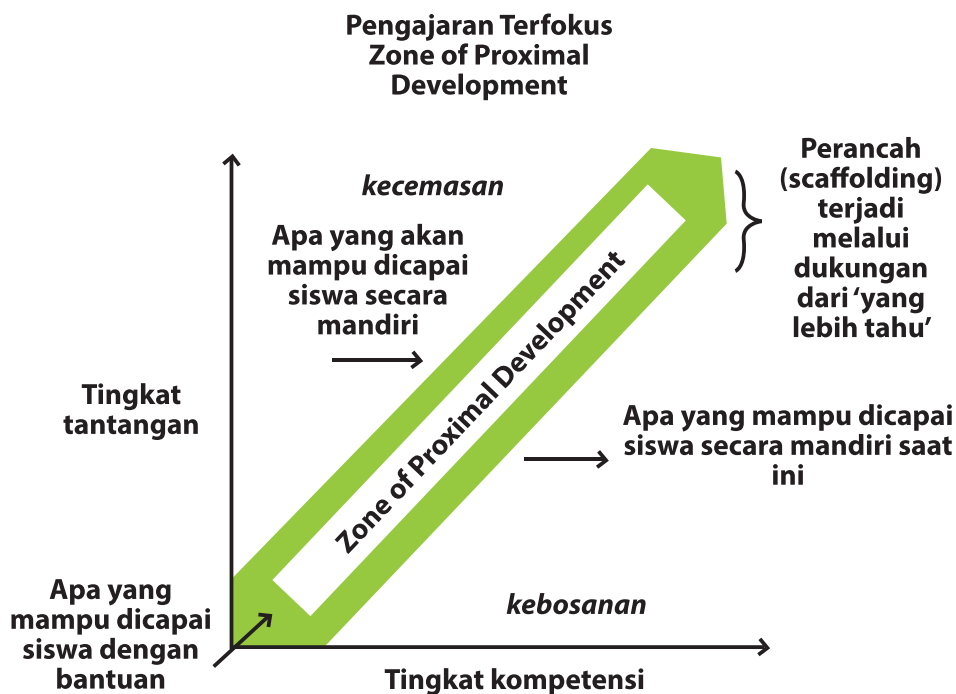 Pengajaran Terfokus
Zone of Proximal
Development
kecemasan
Apa yang akan
mampu dicapai
siswa secara
mandiri
Perancah
(scaffolding)
terjadi
melalui
dukungan
dari ‘yang
lebih tahu’
Zone of Proximal Development
Tingkat
tantangan
Apa yang mampu dicapai
siswa secara mandiri saat
ini
Apa yang
mampu dicapai
siswa dengan
bantuan
kebosanan
Tingkat kompetensi